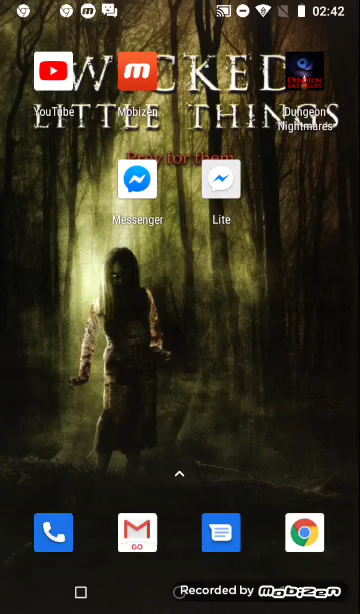 02:42
WICKED
LITTLE THINGS
YouTube
Mobizen
Dungeon
Nightmares
Pray for them
Messenger
Lite
GO
Recorded by MOBIZEN